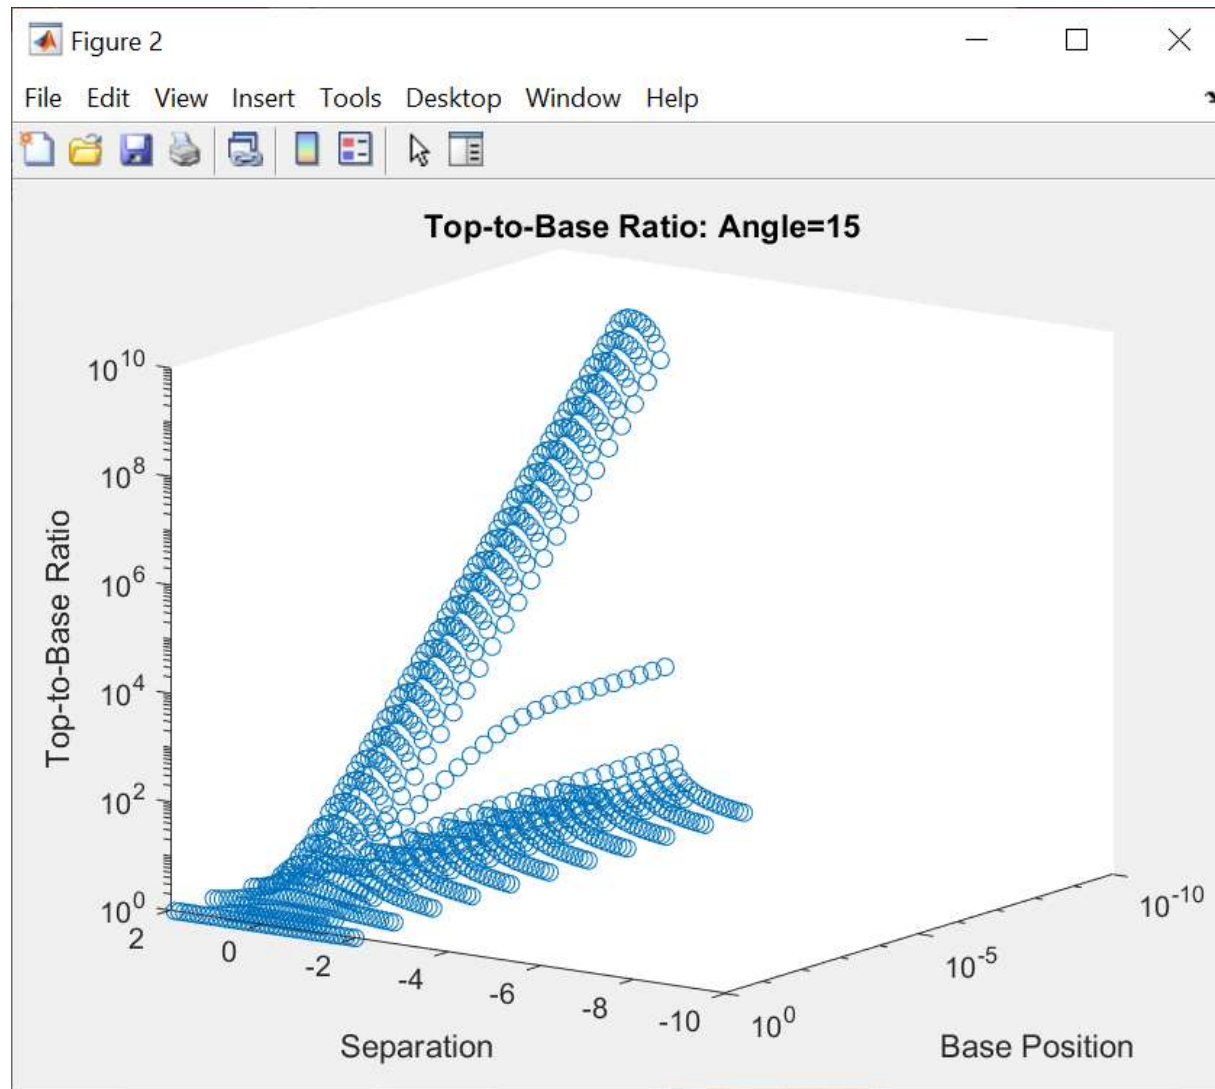 Figure 2
File Edit View Insert Tools Desktop Window Help
Top-to-Base Ratio: Angle=15
10^10
10^8
10^6
10^4
10^2
10^0
Top-to-Base Ratio
2 0 -2 -4 -6 -8 -10
Separation
10^0 10^-5 10^-10
Base Position